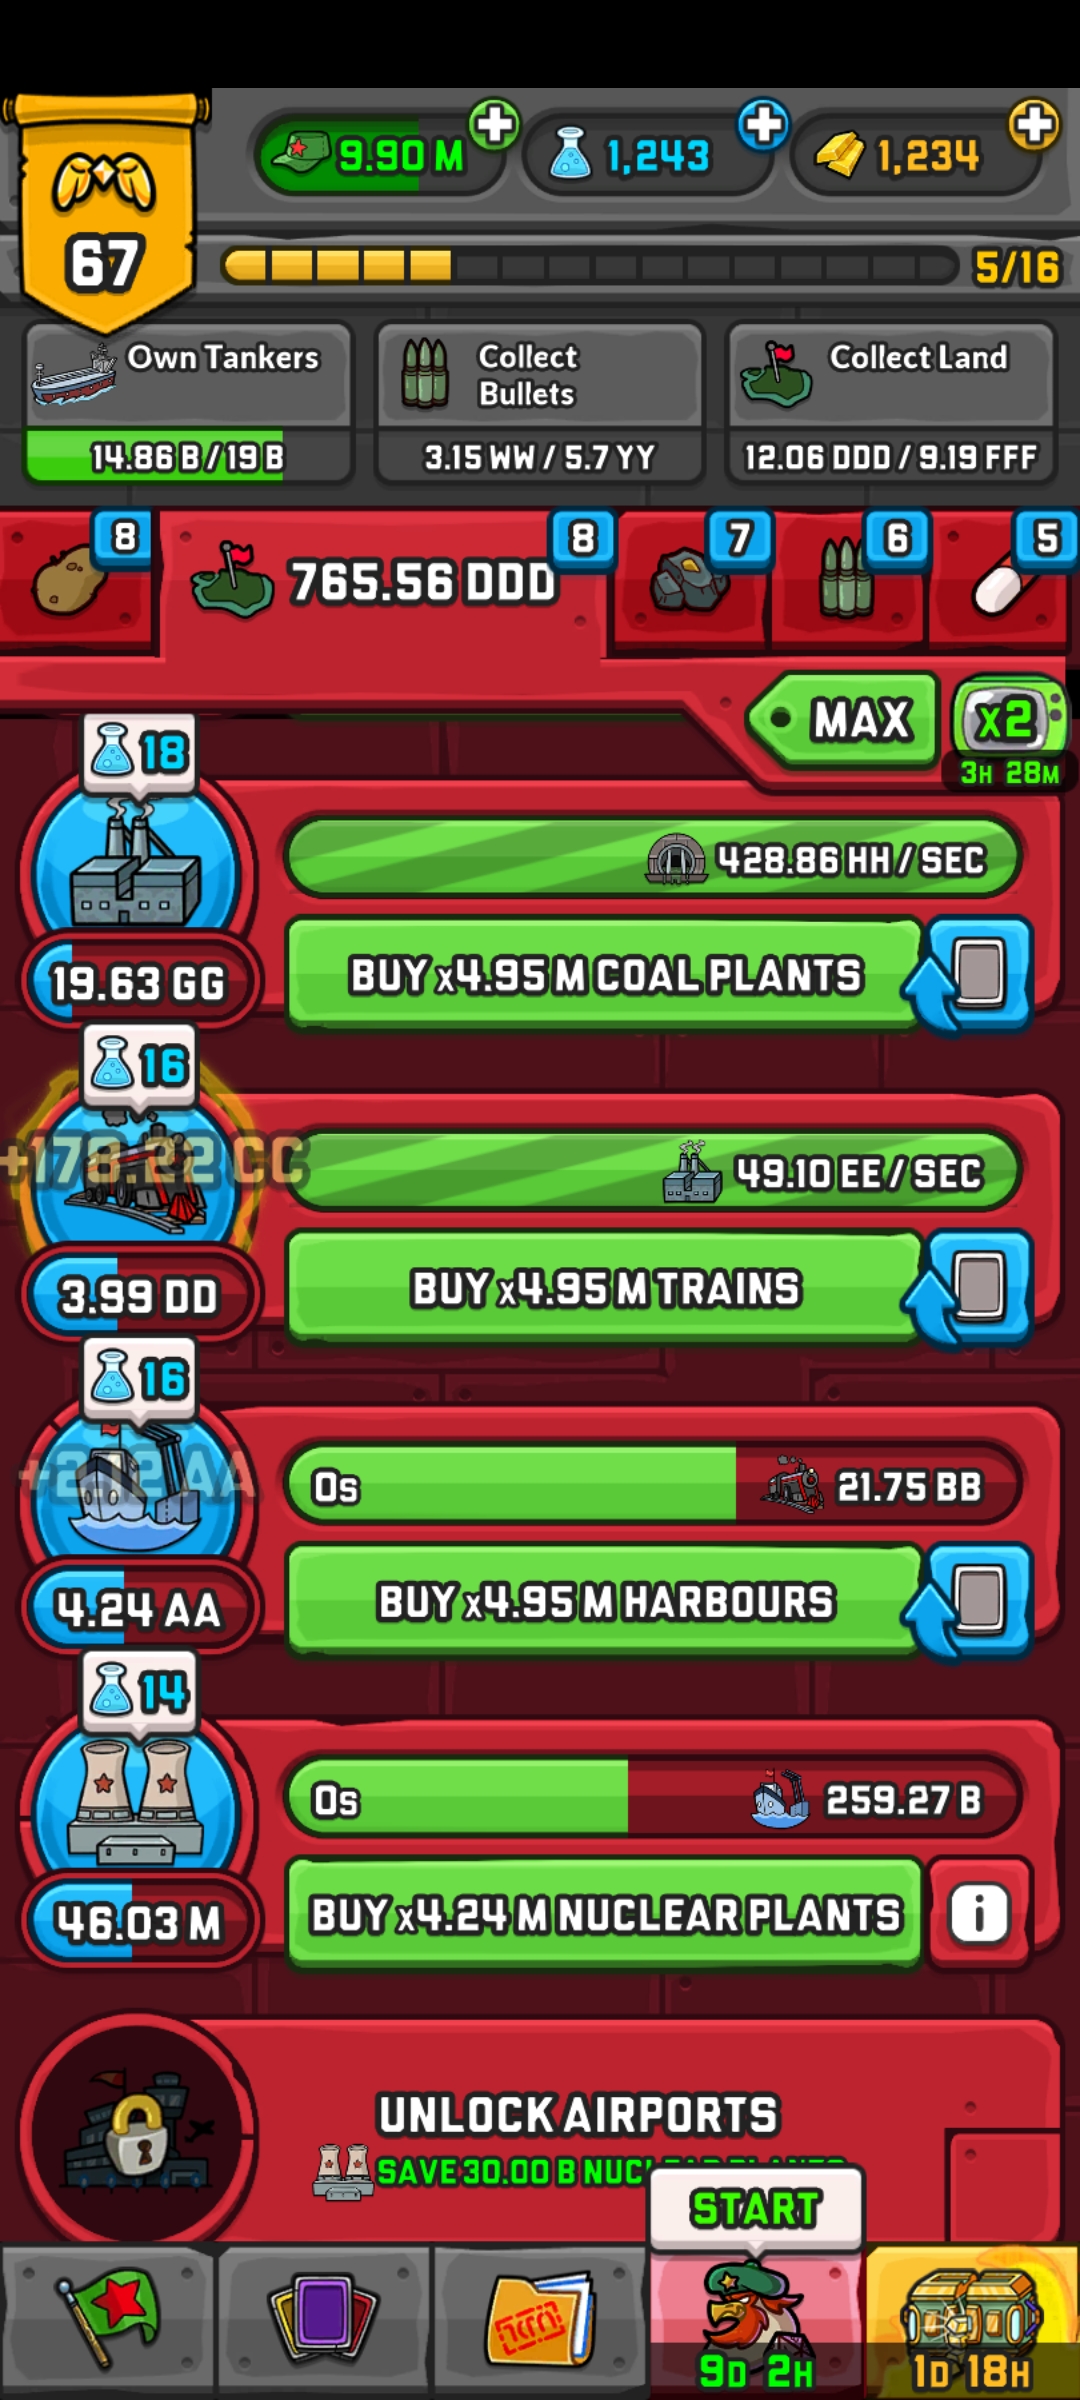 67
9.90 M
1,243
1,234
5/16
Own Tankers
14.86 B / 19 B
Collect
Bullets
3.15 WW / 5.7 YY
Collect Land
12.06 DDD / 9.19 FFF
8
765.56 DDD
8
7
6
5
MAX
x2
3H 28M
18
428.86 HH / SEC
19.63 GG
BUY x4.95 M COAL PLANTS
16
49.10 EE / SEC
3.99 DD
BUY x4.95 M TRAINS
16
0s
21.75 BB
4.24 AA
BUY x4.95 M HARBOURS
14
0s
259.27 B
46.03 M
BUY x4.24 M NUCLEAR PLANTS
i
UNLOCK AIRPORTS
SAVE 30.00 B
START
9D 2H
1D 18H